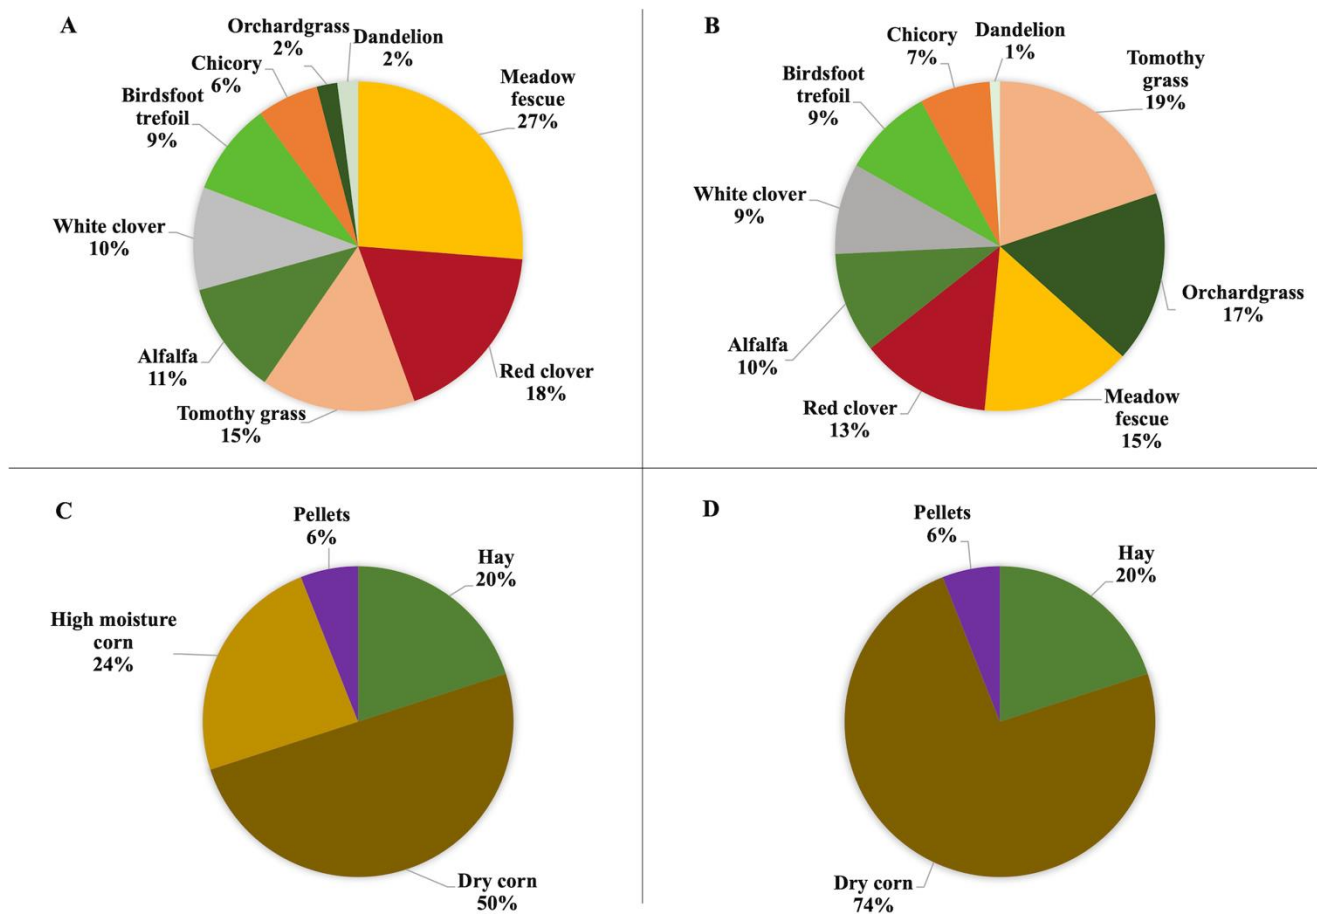 A
Orchardgrass
2%
Dandelion
2%
Chicory
6%
Meadow
fescue
27%
Birdsfoot
trefoil
9%
White clover
10%
Alfalfa
11%
Tomothy grass
15%
Red clover
18%
B
Dandelion
1%
Chicory
7%
Tomothy
grass
19%
Birdsfoot
trefoil
9%
White clover
9%
Orchardgrass
17%
Alfalfa
10%
Red clover
13%
Meadow
fescue
15%
C
Pellets
6%
Hay
20%
High moisture
corn
24%
Dry corn
50%
D
Pellets
6%
Hay
20%
Dry corn
74%